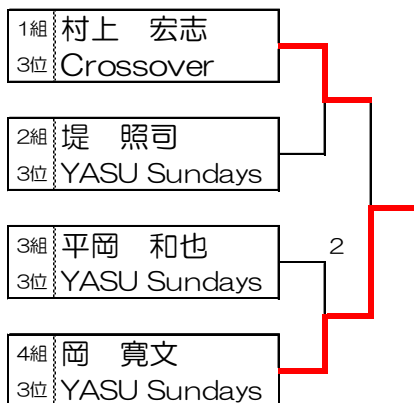 1組 村上 宏志
3位 Crossover
2組 堤 照司
3位 YASU Sundays
3組 平岡 和也
3位 YASU Sundays
2
4組 岡 寛文
3位 YASU Sundays